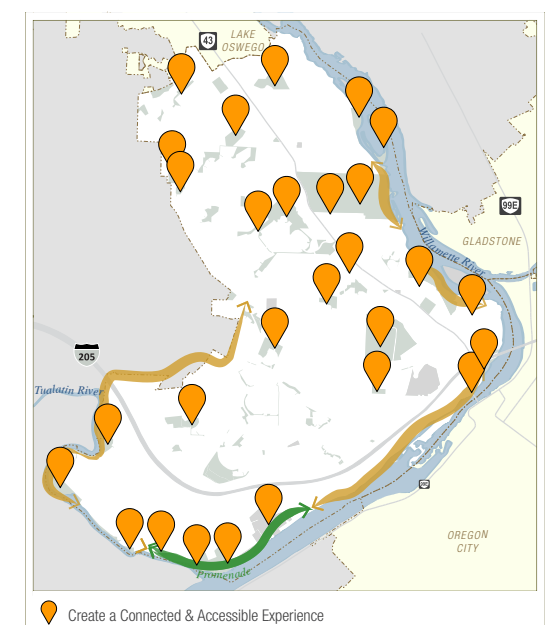 43
LAKE
OSWEGO
99E
GLADSTONE
Willamette River
205
Tualatin River
OREGON
CITY
Promenade
Create a Connected & Accessible Experience